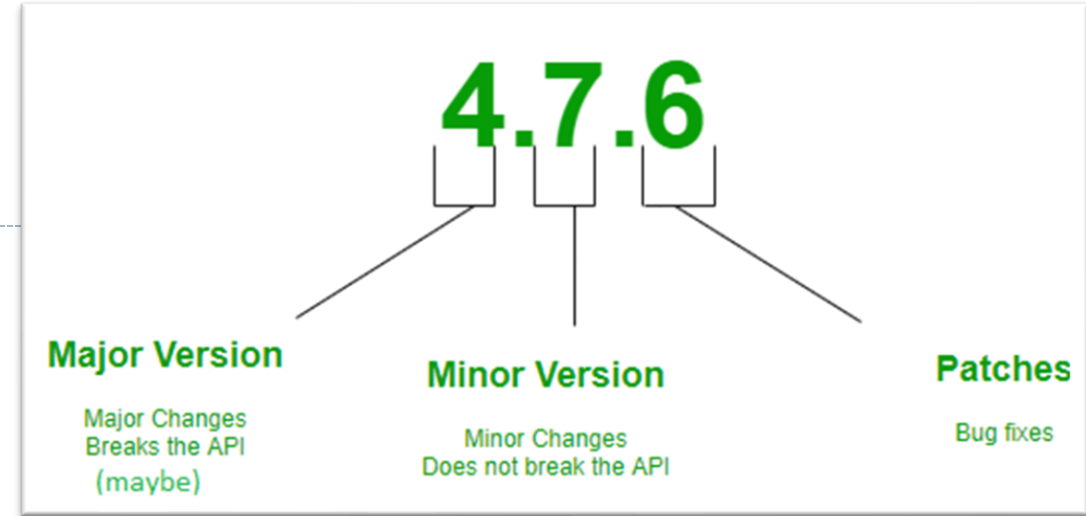 4.7.6
Major Version
Major Changes
Breaks the API
(maybe)
Minor Version
Minor Changes
Does not break the API
Patches
Bug fixes